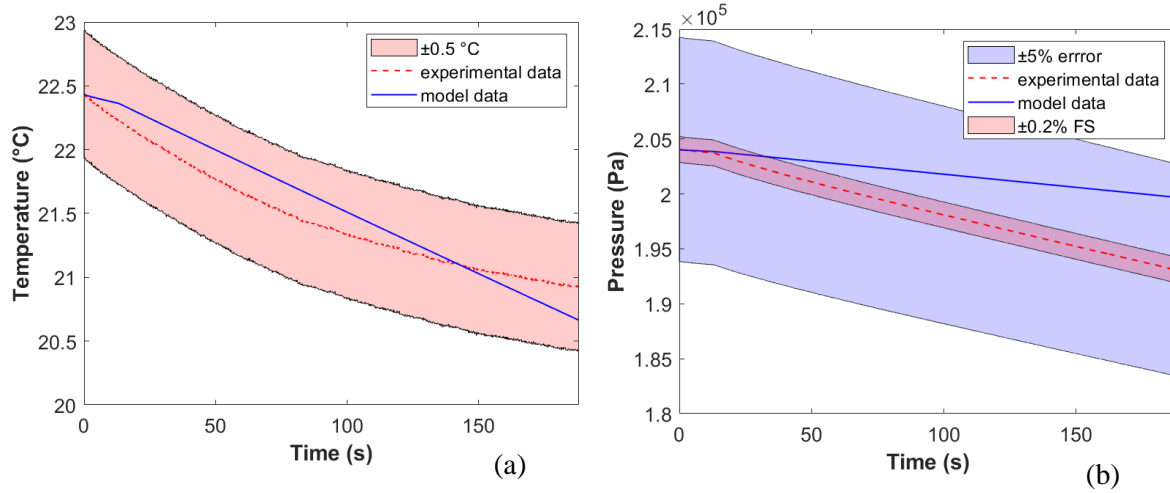 23
22.5
22
21.5
21
20.5
20
Temperature (°C)
0
50
100
150
Time (s)
±0.5 °C
experimental data
model data
(a)
×10⁵
2.15
2.1
2.05
2
1.95
1.9
1.85
1.8
Pressure (Pa)
0
50
100
150
Time (s)
±5% errror
experimental data
model data
±0.2% FS
(b)